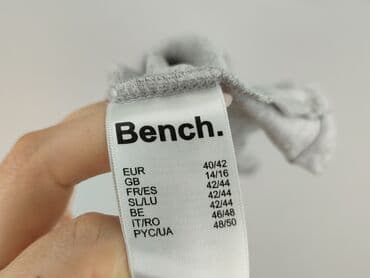 Bench.
EUR 40/42
GB 14/16
FR/ES 42/44
SL/LU 42/44
BE 42/44
IT/RO 46/48
РУС/UA 48/50